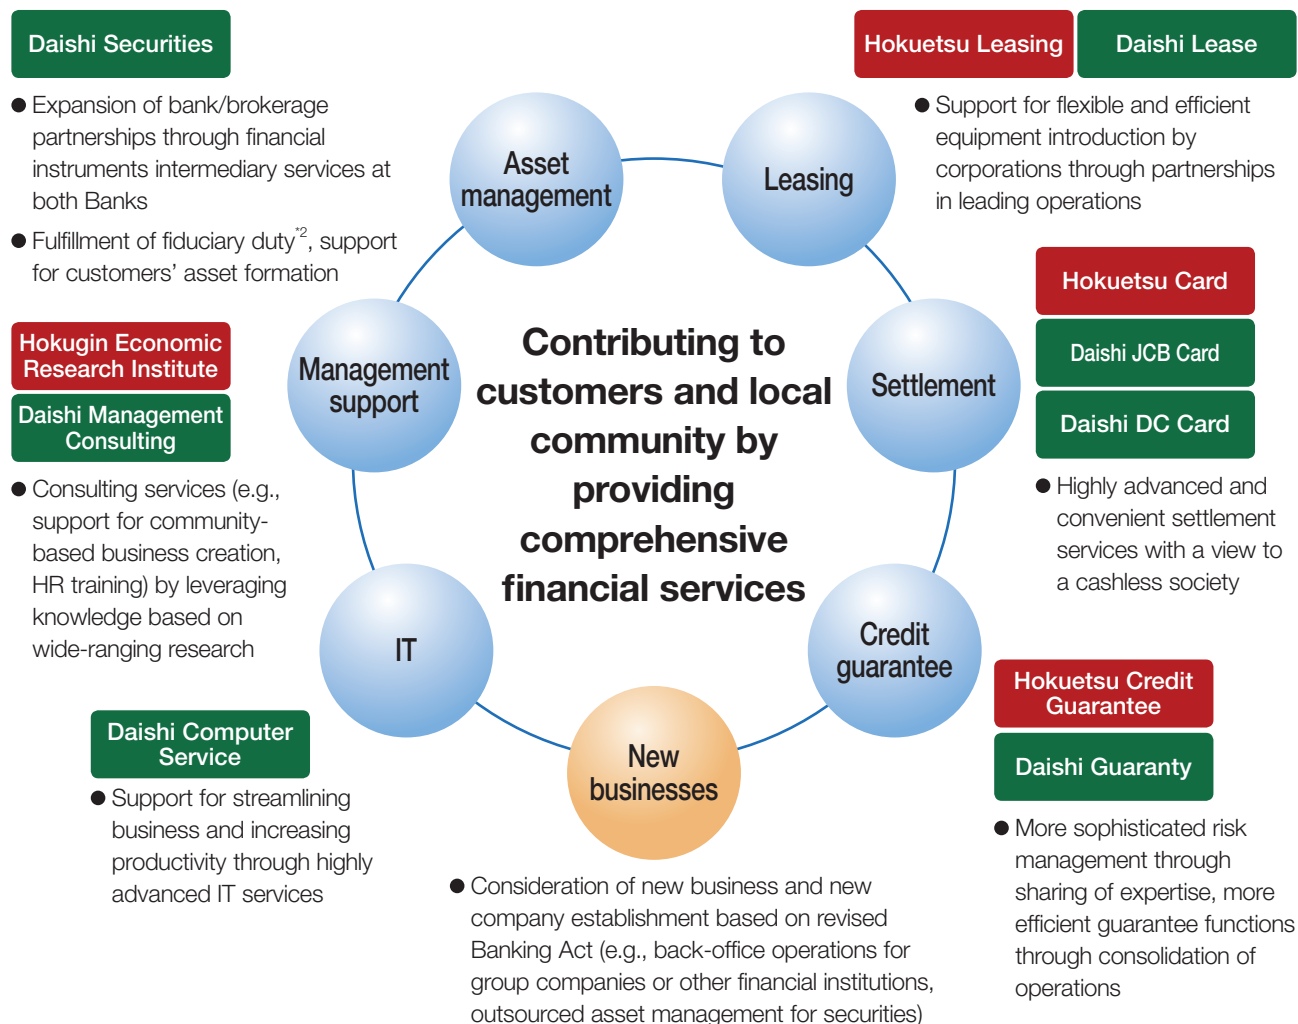 Daishi Securities
● Expansion of bank/brokerage
partnerships through financial
instruments intermediary services at
both Banks
● Fulfillment of fiduciary duty*2, support
for customers’ asset formation
Hokuetsu Leasing
Daishi Lease
● Support for flexible and efficient
equipment introduction by
corporations through partnerships
in leading operations
Asset
management
Leasing
Hokugin Economic
Research Institute
Daishi Management
Consulting
● Consulting services (e.g.,
support for community-
based business creation,
HR training) by leveraging
knowledge based on
wide-ranging research
Management
support
Contributing to
customers and local
community by
providing
comprehensive
financial services
Settlement
Hokuetsu Card
Daishi JCB Card
Daishi DC Card
● Highly advanced and
convenient settlement
services with a view to
a cashless society
IT
Credit
guarantee
Daishi Computer
Service
● Support for streamlining
business and increasing
productivity through highly
advanced IT services
New
businesses
● Consideration of new business and new
company establishment based on revised
Banking Act (e.g., back-office operations for
group companies or other financial institutions,
outsourced asset management for securities)
Hokuetsu Credit
Guarantee
Daishi Guaranty
● More sophisticated risk
management through
sharing of expertise, more
efficient guarantee functions
through consolidation of
operations